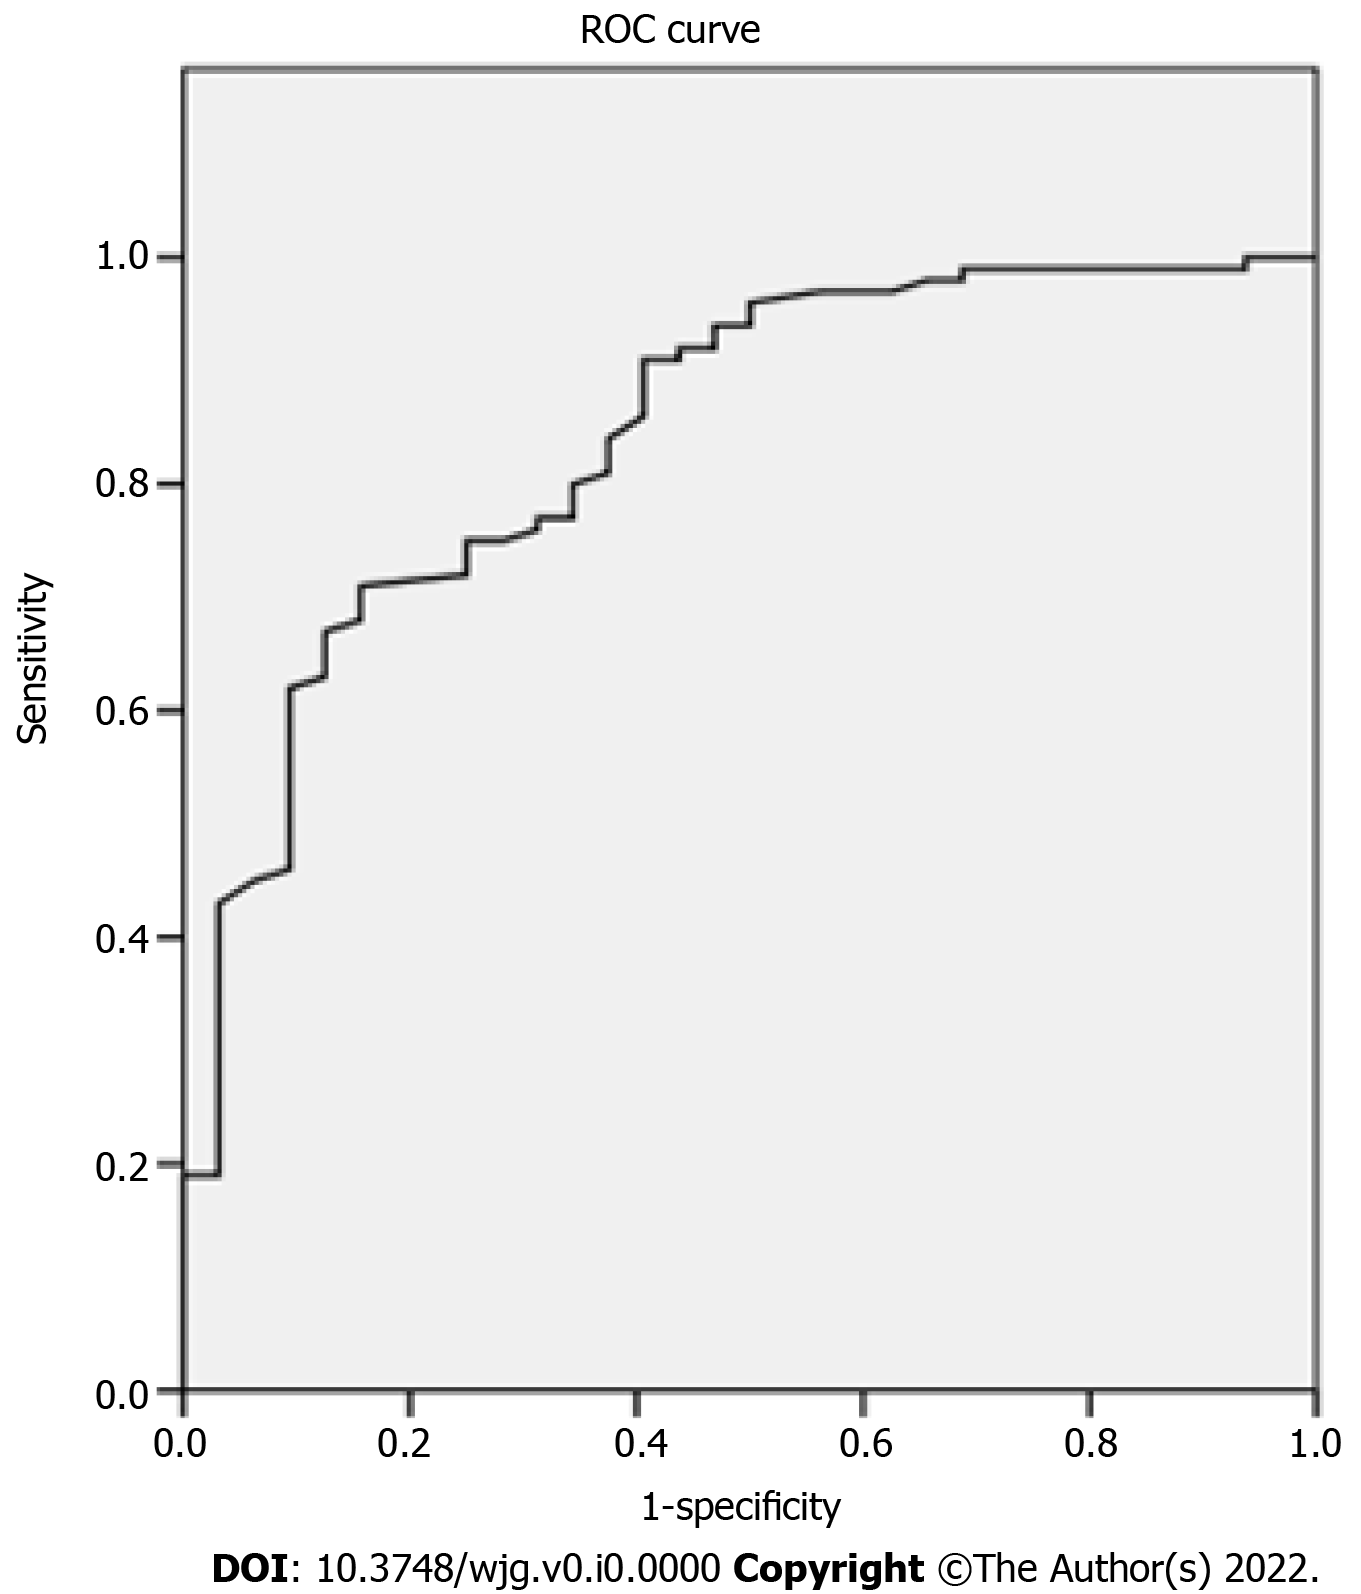 ROC curve
1.0
0.8
0.6
0.4
0.2
0.0
Sensitivity
0.0 0.2 0.4 0.6 0.8 1.0
1-specificity
DOI: 10.3748/wjg.v0.i0.0000 Copyright ©The Author(s) 2022.